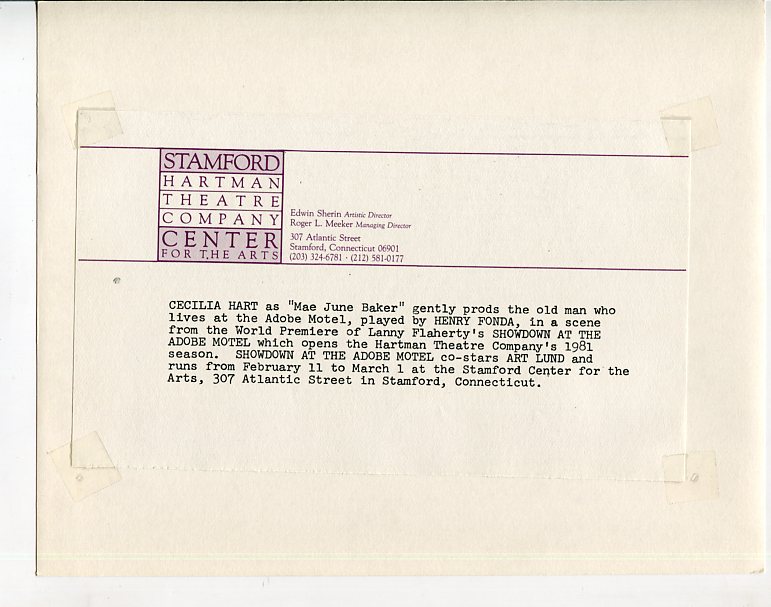 STAMFORD
HARTMAN
THEATRE
COMPANY
CENTER
FOR THE ARTS
Edwin Sherin Artistic Director
Roger L. Meeker Managing Director
307 Atlantic Street
Stamford, Connecticut 06901
(203) 324-6781 · (212) 581-0177
CECILIA HART as "Mae June Baker" gently prods the old man who
lives at the Adobe Motel, played by HENRY FONDA, in a scene
from the World Premiere of Lanny Flaherty's SHOWDOWN AT THE
ADOBE MOTEL which opens the Hartman Theatre Company's 1981
season.  SHOWDOWN AT THE ADOBE MOTEL co-stars ART LUND and
runs from February 11 to March 1 at the Stamford Center for the
Arts, 307 Atlantic Street in Stamford, Connecticut.